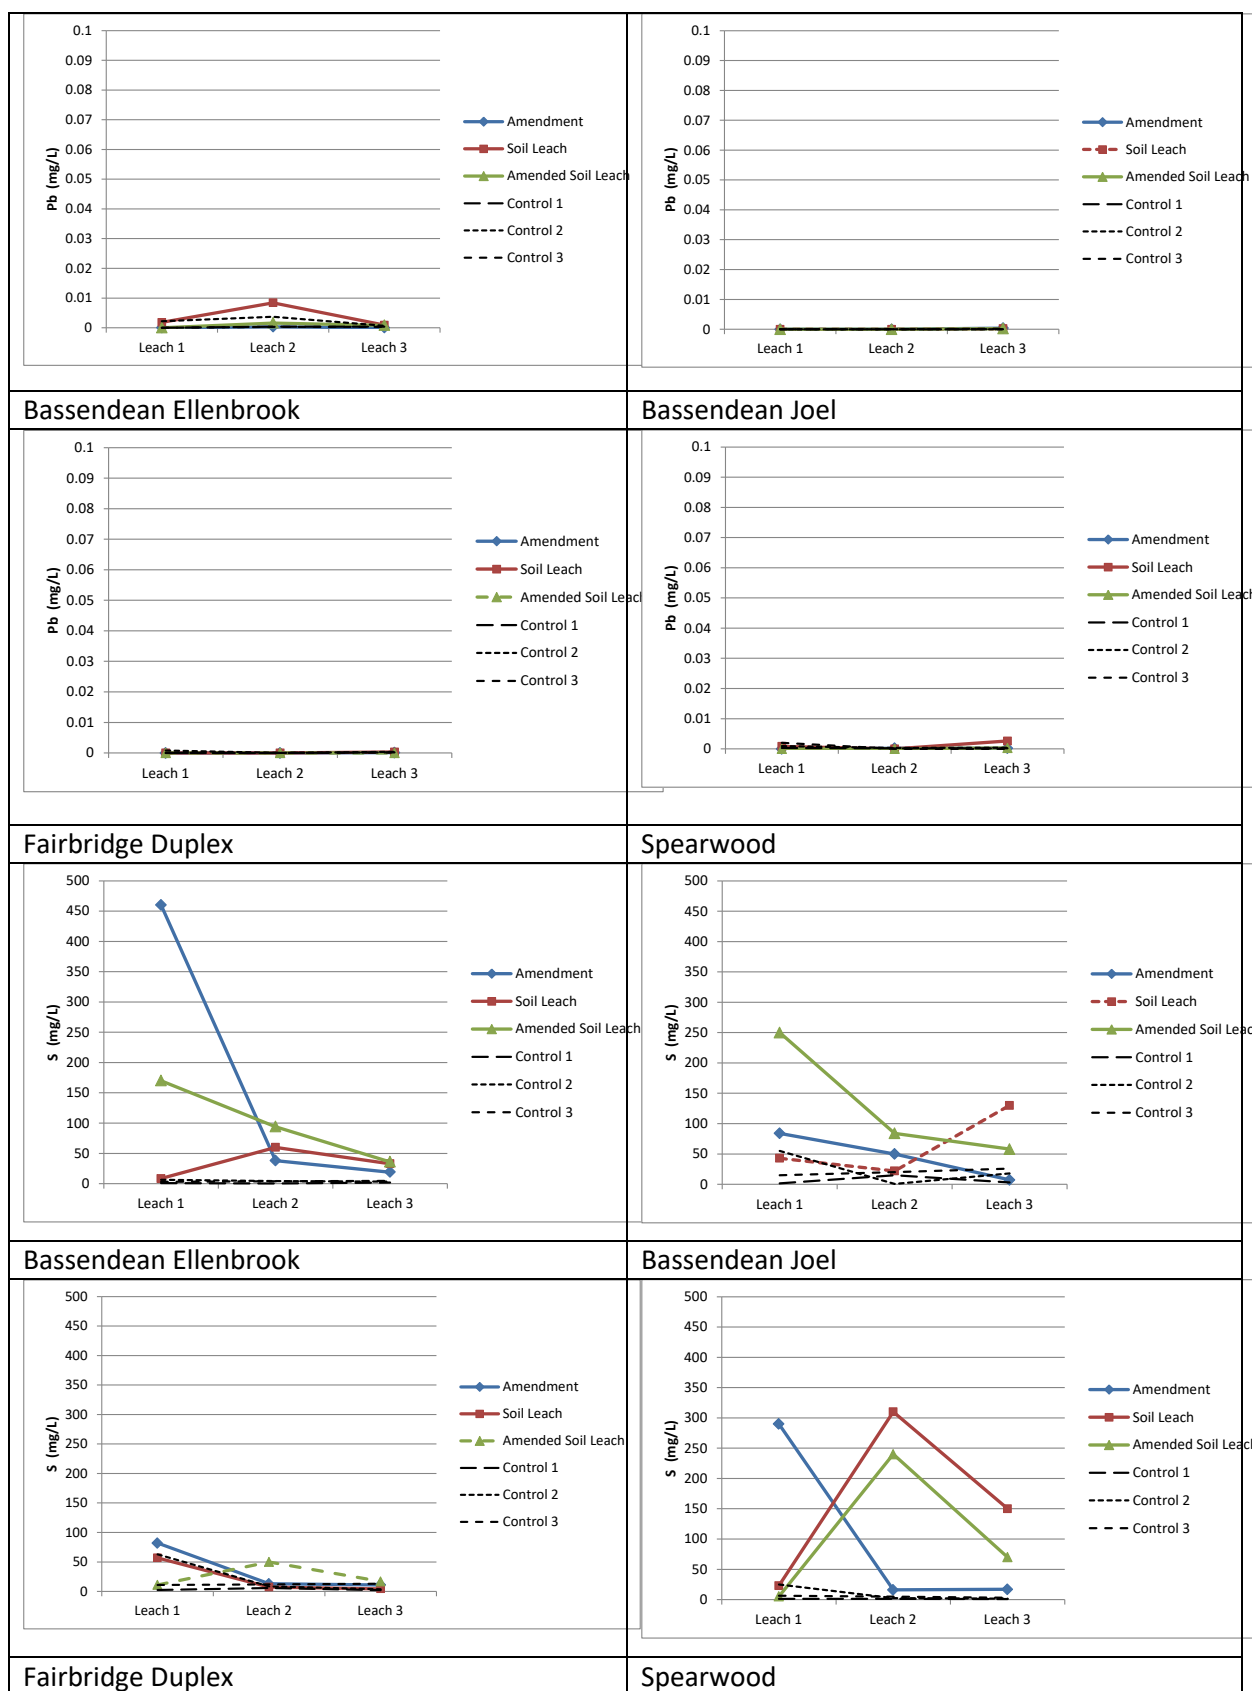 0.1
0.09
0.08
0.07
0.06
0.05
0.04
0.03
0.02
0.01
0
Pb (mg/L)
Leach 1 Leach 2 Leach 3
Amendment
Soil Leach
Amended Soil Leach
Control 1
Control 2
Control 3
0.1
0.09
0.08
0.07
0.06
0.05
0.04
0.03
0.02
0.01
0
Pb (mg/L)
Leach 1 Leach 2 Leach 3
Amendment
Soil Leach
Amended Soil Leach
Control 1
Control 2
Control 3
Bassendean Ellenbrook
Bassendean Joel
0.1
0.09
0.08
0.07
0.06
0.05
0.04
0.03
0.02
0.01
0
Pb (mg/L)
Leach 1 Leach 2 Leach 3
Amendment
Soil Leach
Amended Soil Leach
Control 1
Control 2
Control 3
0.1
0.09
0.08
0.07
0.06
0.05
0.04
0.03
0.02
0.01
0
Pb (mg/L)
Leach 1 Leach 2 Leach 3
Amendment
Soil Leach
Amended Soil Leach
Control 1
Control 2
Control 3
Fairbridge Duplex
Spearwood
500
450
400
350
300
250
200
150
100
50
0
S (mg/L)
Leach 1 Leach 2 Leach 3
Amendment
Soil Leach
Amended Soil Leach
Control 1
Control 2
Control 3
500
450
400
350
300
250
200
150
100
50
0
S (mg/L)
Leach 1 Leach 2 Leach 3
Amendment
Soil Leach
Amended Soil Leac
Control 1
Control 2
Control 3
Bassendean Ellenbrook
Bassendean Joel
500
450
400
350
300
250
200
150
100
50
0
S (mg/L)
Leach 1 Leach 2 Leach 3
Amendment
Soil Leach
Amended Soil Leach
Control 1
Control 2
Control 3
500
450
400
350
300
250
200
150
100
50
0
S (mg/L)
Leach 1 Leach 2 Leach 3
Amendment
Soil Leach
Amended Soil Leach
Control 1
Control 2
Control 3
Fairbridge Duplex
Spearwood